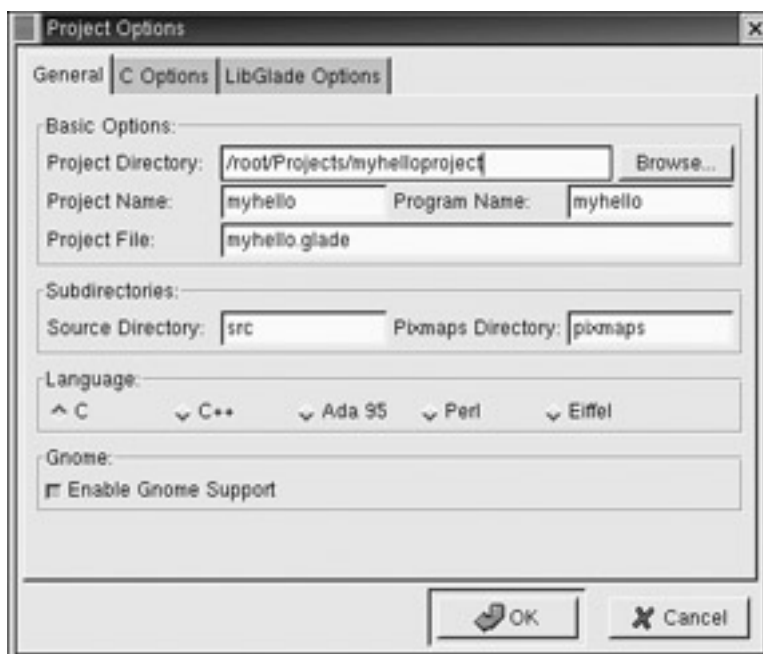 Project Options
General C Options LibGlade Options
Basic Options:
Project Directory: /root/Projects/myhelloproject Browse...
Project Name: myhello Program Name: myhello
Project File: myhello.glade
Subdirectories:
Source Directory: src Pixmaps Directory: pixmaps
Language:
C C++ Ada 95 Perl Eiffel
Gnome:
Enable Gnome Support
OK Cancel